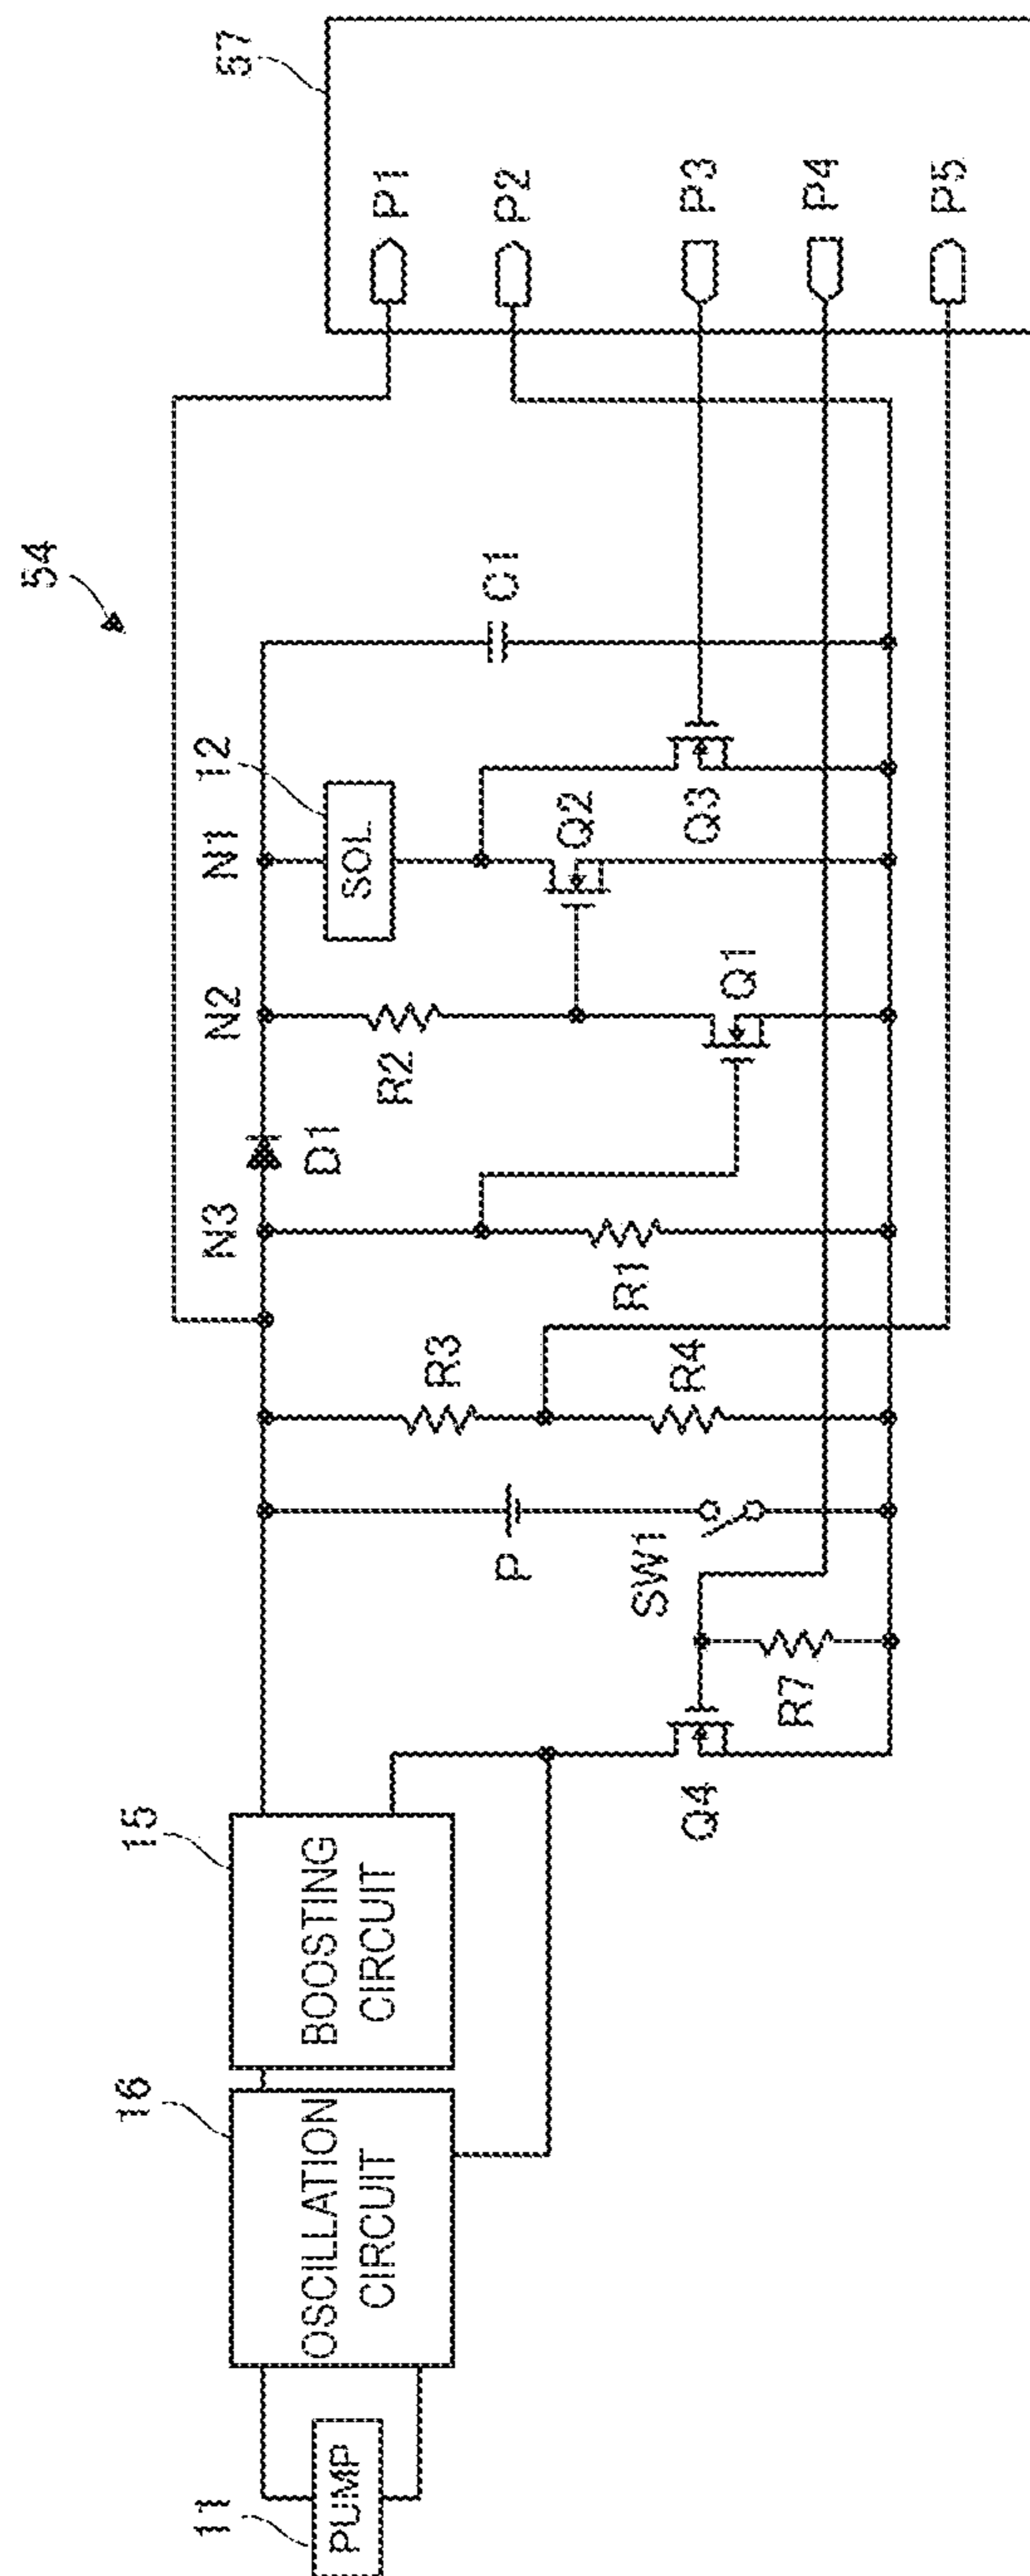 54
11
PUMP
16
OSCILLATION
CIRCUIT
15
BOOSTING
CIRCUIT
Q4
R7
SW1
P
R3
R4
N3
R1
D1
N2
R2
Q1
N1
12
SOL
Q2
Q3
C1
57
P1
P2
P3
P4
P5